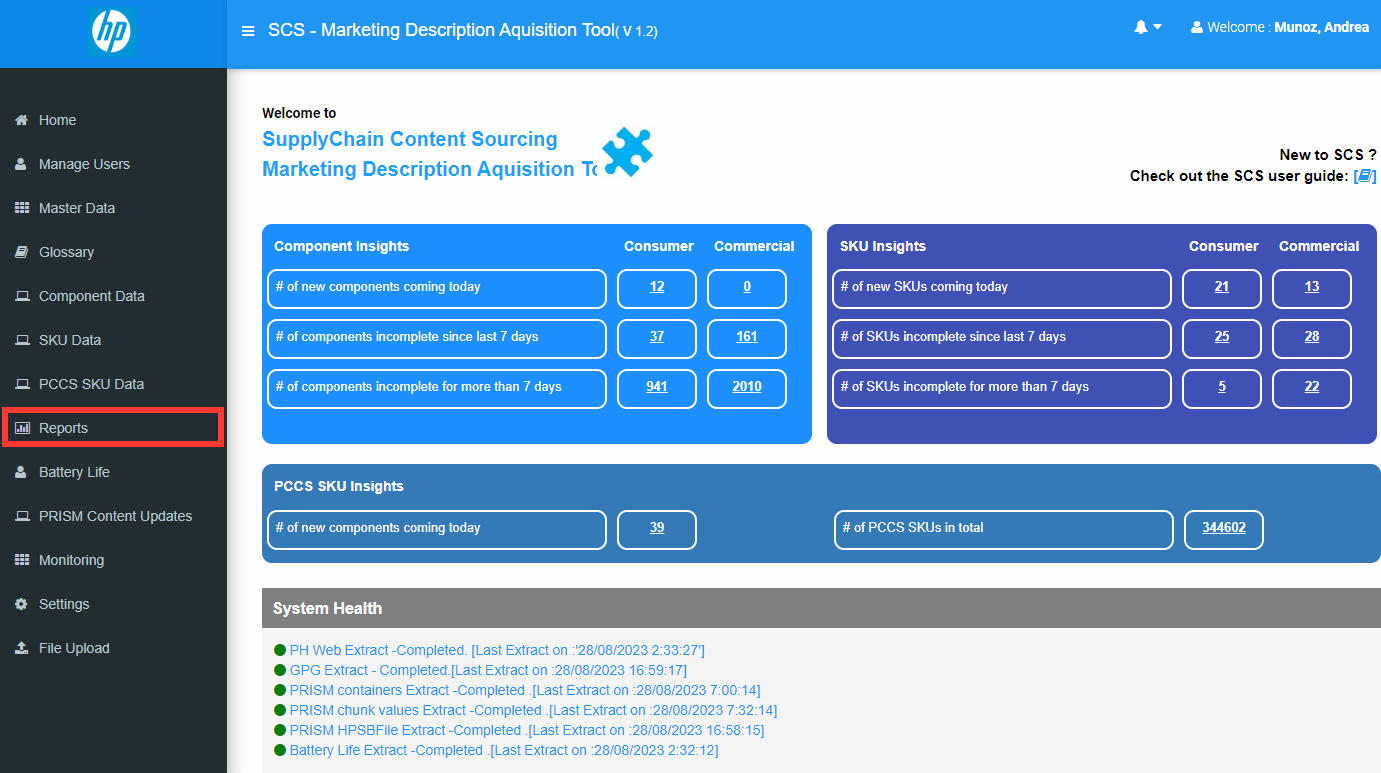 hp
SCS - Marketing Description Aquisition Tool( V 1.2)
Welcome : Munoz, Andrea
Home
Manage Users
Master Data
Glossary
Component Data
SKU Data
PCCS SKU Data
Reports
Battery Life
PRISM Content Updates
Monitoring
Settings
File Upload
Welcome to
SupplyChain Content Sourcing
Marketing Description Aquisition To
New to SCS ?
Check out the SCS user guide: []
Component Insights Consumer Commercial
# of new components coming today 12 0
# of components incomplete since last 7 days 37 161
# of components incomplete for more than 7 days 941 2010
SKU Insights Consumer Commercial
# of new SKUs coming today 21 13
# of SKUs incomplete since last 7 days 25 28
# of SKUs incomplete for more than 7 days 5 22
PCCS SKU Insights
# of new components coming today 39 # of PCCS SKUs in total 344602
System Health
PH Web Extract -Completed. [Last Extract on :'28/08/2023 2:33:27']
GPG Extract - Completed.[Last Extract on :28/08/2023 16:59:17]
PRISM containers Extract -Completed .[Last Extract on :28/08/2023 7:00:14]
PRISM chunk values Extract -Completed .[Last Extract on :28/08/2023 7:32:14]
PRISM HPSBFile Extract -Completed .[Last Extract on :28/08/2023 16:58:15]
Battery Life Extract -Completed .[Last Extract on :28/08/2023 2:32:12]